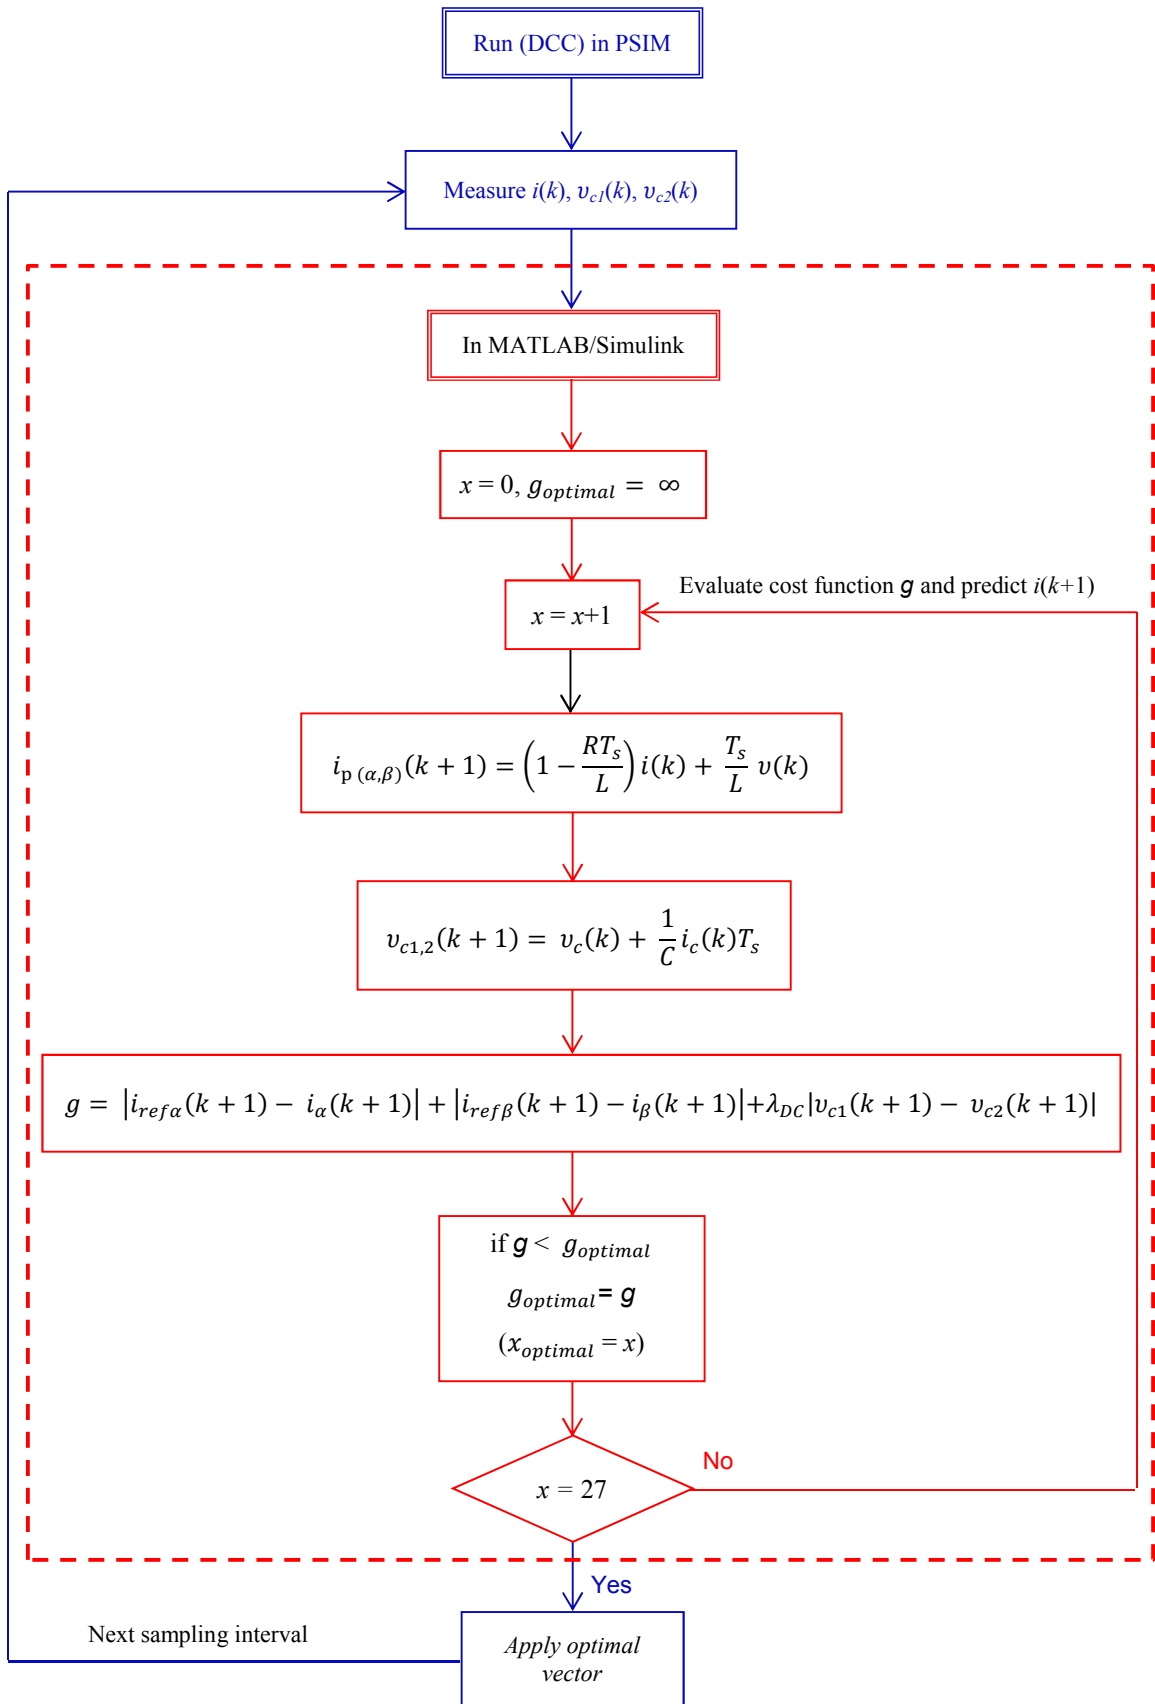 Run (DCC) in PSIM
Measure i(k), υc1(k), υc2(k)
In MATLAB/Simulink
x = 0, goptimal = ∞
Evaluate cost function g and predict i(k+1)
x = x+1
ip (α,β)(k + 1) = (1 − RTs/L) i(k) + Ts/L υ(k)
υc1,2(k + 1) = υc(k) + 1/C ic(k)Ts
g = |irefα(k + 1) − iα(k + 1)| + |irefβ(k + 1) − iβ(k + 1)|+λDC|υc1(k + 1) − υc2(k + 1)|
if g < goptimal
goptimal= g
(xoptimal = x)
No
x = 27
Yes
Next sampling interval
Apply optimal
vector